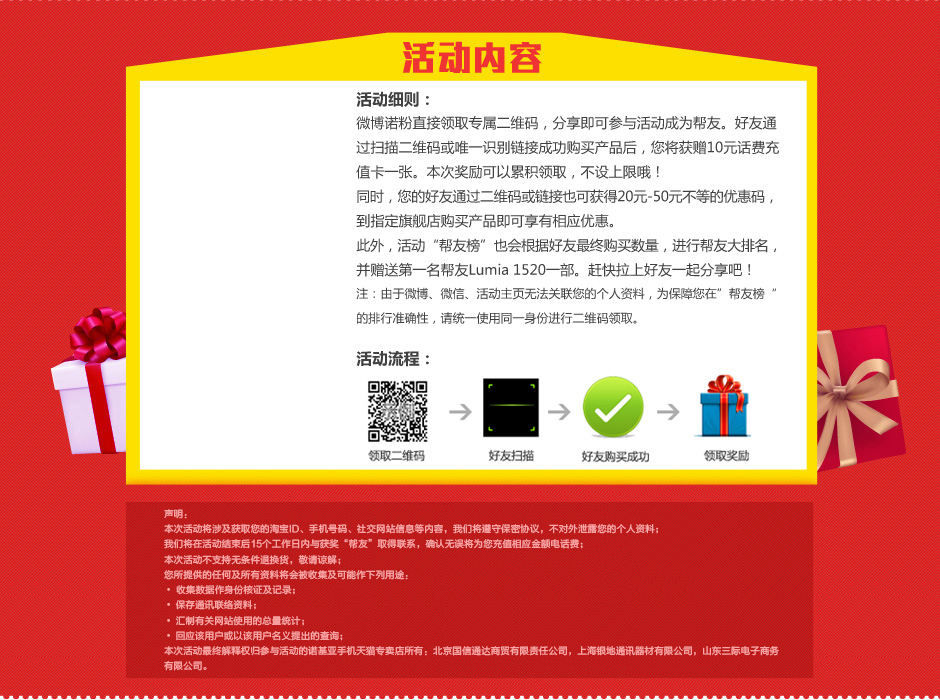 活动内容
活动细则：
微博诺粉直接领取专属二维码，分享即可参与活动成为帮友。好友通
过扫描二维码或唯一识别链接成功购买产品后，您将获赠10元话费充
值卡一张。本次奖励可以累积领取，不设上限哦！
同时，您的好友通过二维码或链接也可获得20元-50元不等的优惠码，
到指定旗舰店购买产品即可享有相应优惠。
此外，活动“帮友榜”也会根据好友最终购买数量，进行帮友大排名，
并赠送第一名帮友Lumia 1520一部。赶快拉上好友一起分享吧！
注：由于微博、微信、活动主页无法关联您的个人资料，为保障您在”帮友榜“
的排行准确性，请统一使用同一身份进行二维码领取。
活动流程：
领取二维码 好友扫描 好友购买成功 领取奖励
声明：
本次活动将涉及获取您的淘宝ID、手机号码、社交网站信息等内容，我们将遵守保密协议，不对外泄露您的个人资料；
我们将在活动结束后15个工作日内与获奖“帮友”取得联系，确认无误将为您充值相应金额电话费；
本次活动不支持无条件退换货，敬请谅解；
您所提供的任何及所有资料将会被收集及可能作下列用途：
• 收集数据作身份核证及记录；
• 保存通讯联络资料；
• 汇制有关网站使用的总量统计；
• 回应该用户或以该用户名义提出的查询；
本次活动最终解释权归参与活动的诺基亚手机天猫专卖店所有：北京国信通达商贸有限责任公司，上海银地通讯器材有限公司，山东三际电子商务
有限公司。